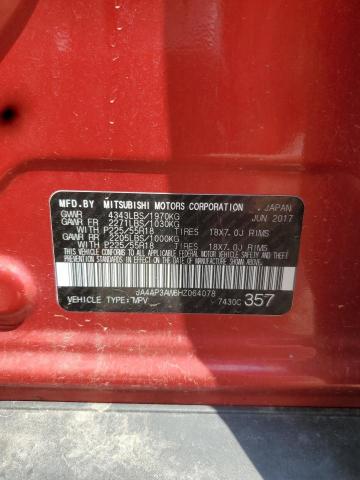 MFD.BY MITSUBISHI MOTORS CORPORATION , JAPAN
GVWR 4343LBS/1970KG JUN 2017
GAWR FR 2271LBS/1030KG
WITH P225/55R18 TIRES 18X7.0J RIMS
GAWR RR 2205LBS/1000KG
WITH P225/55R18 TIRES 18X7.0J RIMS
THIS VEHICLE CONFORMS TO ALL APPLICABLE
FEDERAL MOTOR VEHICLE SAFETY STANDARDS
IN EFFECT ON THE DATE OF MANUFACTURE SHOWN
ABOVE.
JA4AP3AW6HZ064078
VEHICLE TYPE: MPV 7430C 357